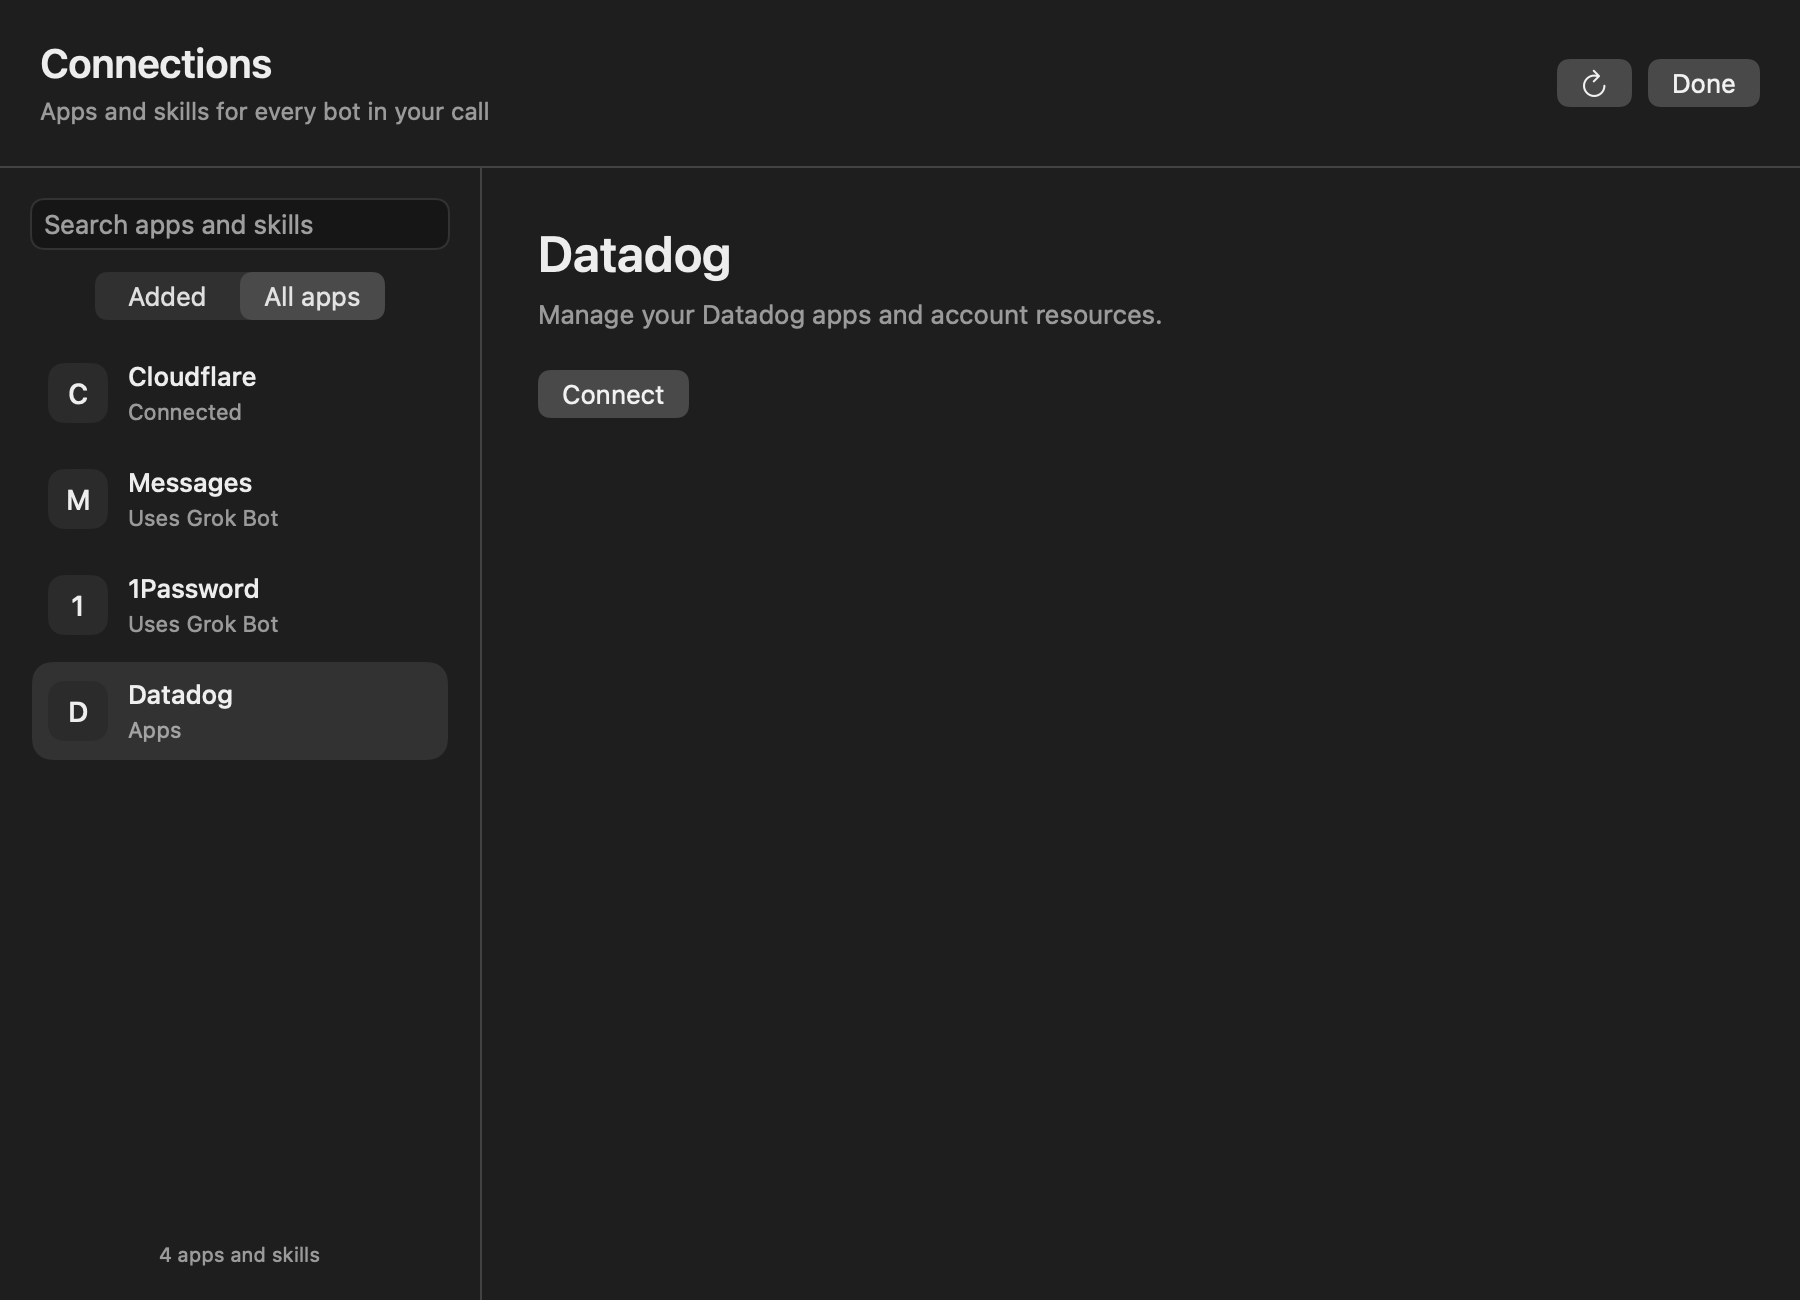 Connections
Apps and skills for every bot in your call
Done
Search apps and skills
Added
All apps
C
Cloudflare
Connected
M
Messages
Uses Grok Bot
1
1Password
Uses Grok Bot
D
Datadog
Apps
4 apps and skills
Datadog
Manage your Datadog apps and account resources.
Connect